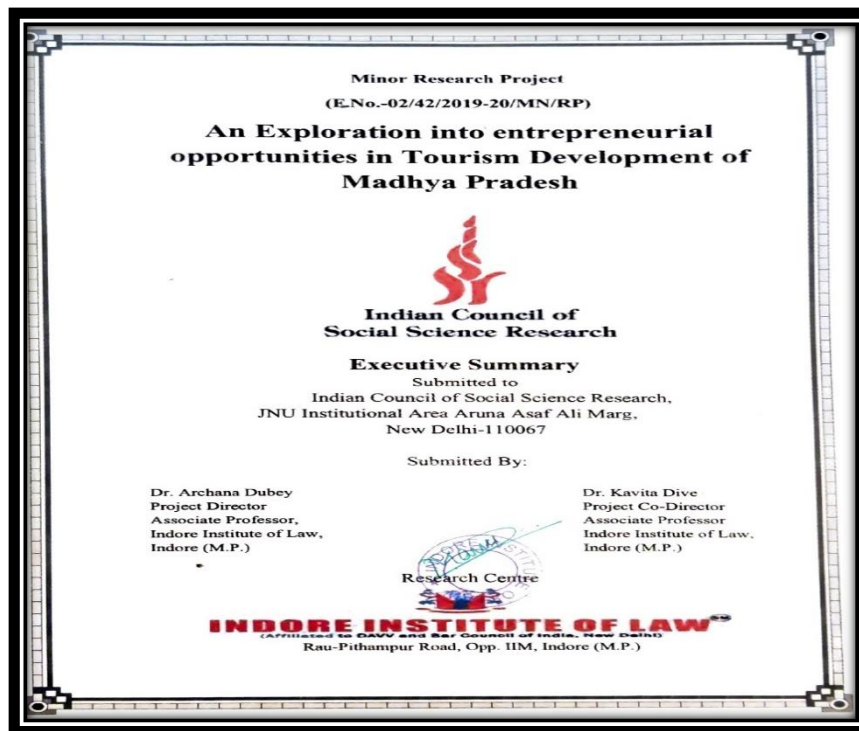 Minor Research Project
(E.No.-02/42/2019-20/MN/RP)
An Exploration into entrepreneurial
opportunities in Tourism Development of
Madhya Pradesh
Indian Council of
Social Science Research
Executive Summary
Submitted to
Indian Council of Social Science Research,
JNU Institutional Area Aruna Asaf Ali Marg,
New Delhi-110067
Submitted By:
Dr. Archana Dubey
Project Director
Associate Professor,
Indore Institute of Law,
Indore (M.P.)
Dr. Kavita Dive
Project Co-Director
Associate Professor
Indore Institute of Law,
Indore (M.P.)
INDORE
Research Centre
INDORE INSTITUTE OF LAW
(Affiliated to DAVV and Bar Council of India, New Delhi)
Rau-Pithampur Road, Opp. IIM, Indore (M.P.)